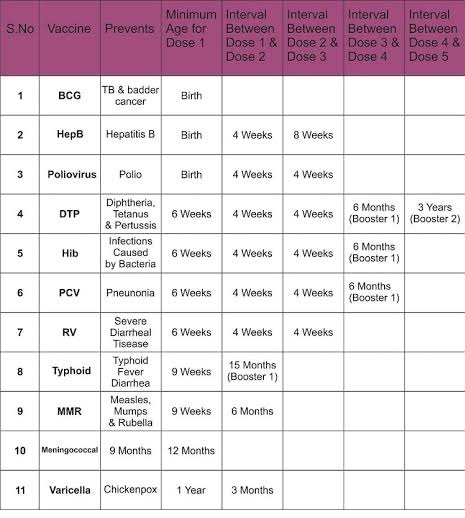 S.No Vaccine Prevents Minimum Age for Dose 1 Interval Between Dose 1 & Dose 2 Interval Between Dose 2 & Dose 3 Interval Between Dose 3 & Dose 4 Interval Between Dose 4 & Dose 5
1 BCG TB & badder cancer Birth
2 HepB Hepatitis B Birth 4 Weeks 8 Weeks
3 Poliovirus Polio Birth 4 Weeks 4 Weeks
4 DTP Diphtheria, Tetanus & Pertussis 6 Weeks 4 Weeks 4 Weeks 6 Months (Booster 1) 3 Years (Booster 2)
5 Hib Infections Caused by Bacteria 6 Weeks 4 Weeks 4 Weeks 6 Months (Booster 1)
6 PCV Pneunonia 6 Weeks 4 Weeks 4 Weeks 6 Months (Booster 1)
7 RV Severe Diarrheal Tisease 6 Weeks 4 Weeks 4 Weeks
8 Typhoid Typhoid Fever Diarrhea 9 Weeks 15 Months (Booster 1)
9 MMR Measles, Mumps & Rubella 9 Weeks 6 Months
10 Meningococcal 9 Months 12 Months
11 Varicella Chickenpox 1 Year 3 Months